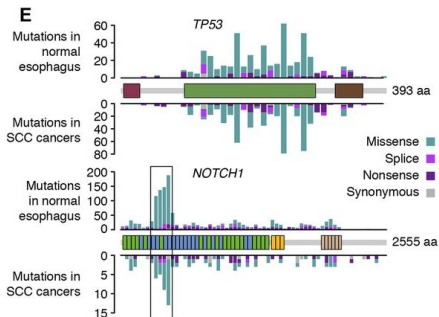 E
TP53
Mutations in
normal
esophagus
60
40
20
0
393 aa
Mutations in
SCC cancers
0
20
40
60
80
Missense
Splice
Nonsense
Synonymous
NOTCH1
Mutations
in normal
esophagus
200
150
100
50
0
2555 aa
Mutations in
SCC cancers
0
5
10
15